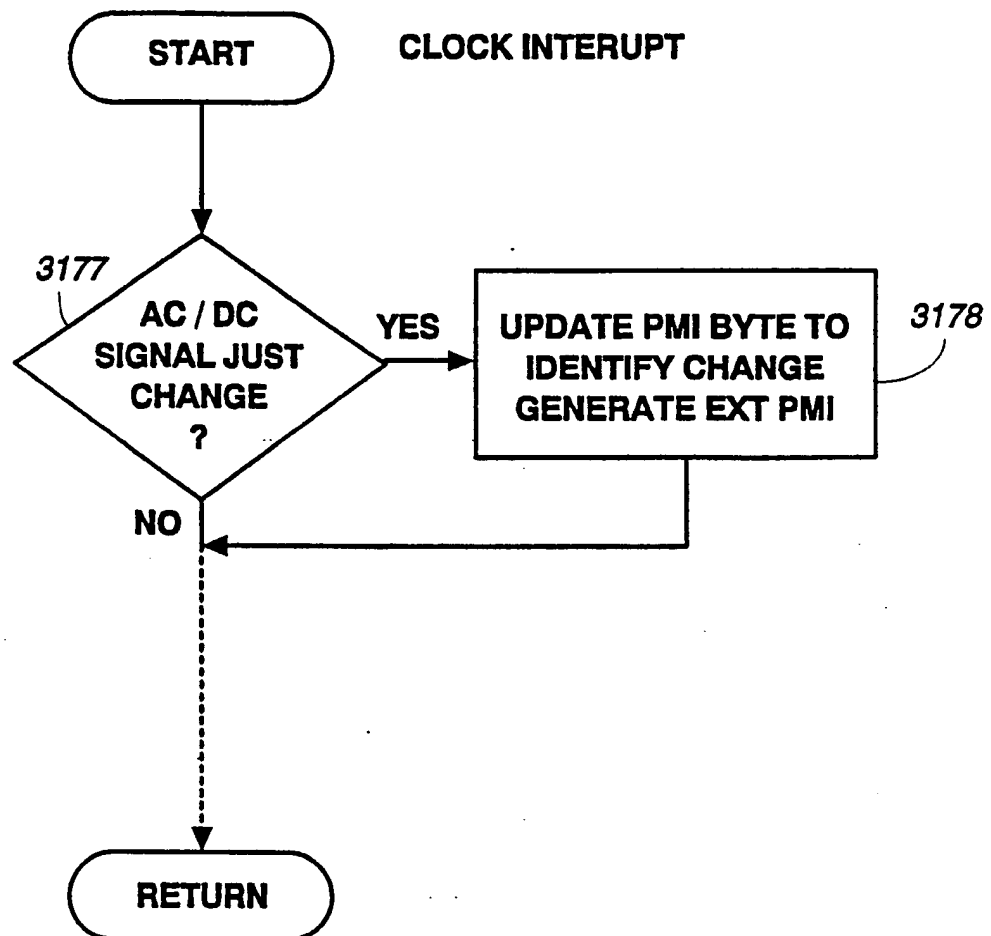 START
CLOCK INTERUPT
3177
AC / DC
SIGNAL JUST
CHANGE
?
YES
UPDATE PMI BYTE TO
IDENTIFY CHANGE
GENERATE EXT PMI
3178
NO
RETURN